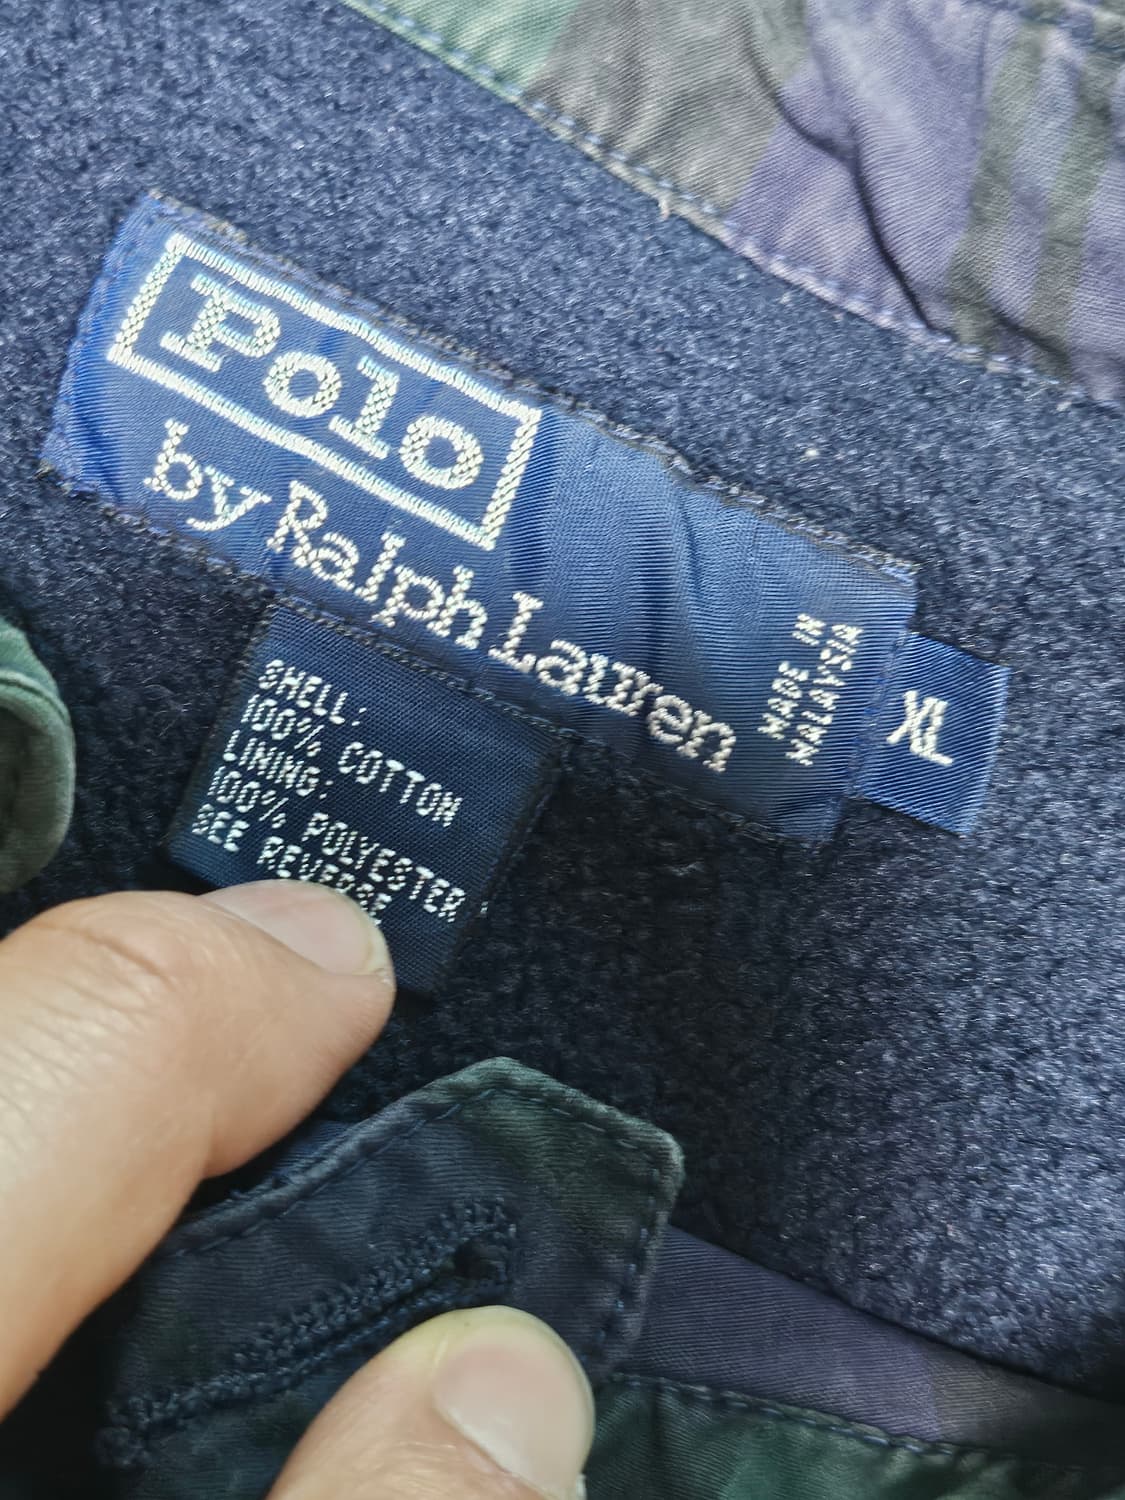 Polo
by Ralph Lauren
MADE IN
MALAYSIA
XL
SHELL:
100% COTTON
LINING:
100% POLYESTER
SEE REVERSE